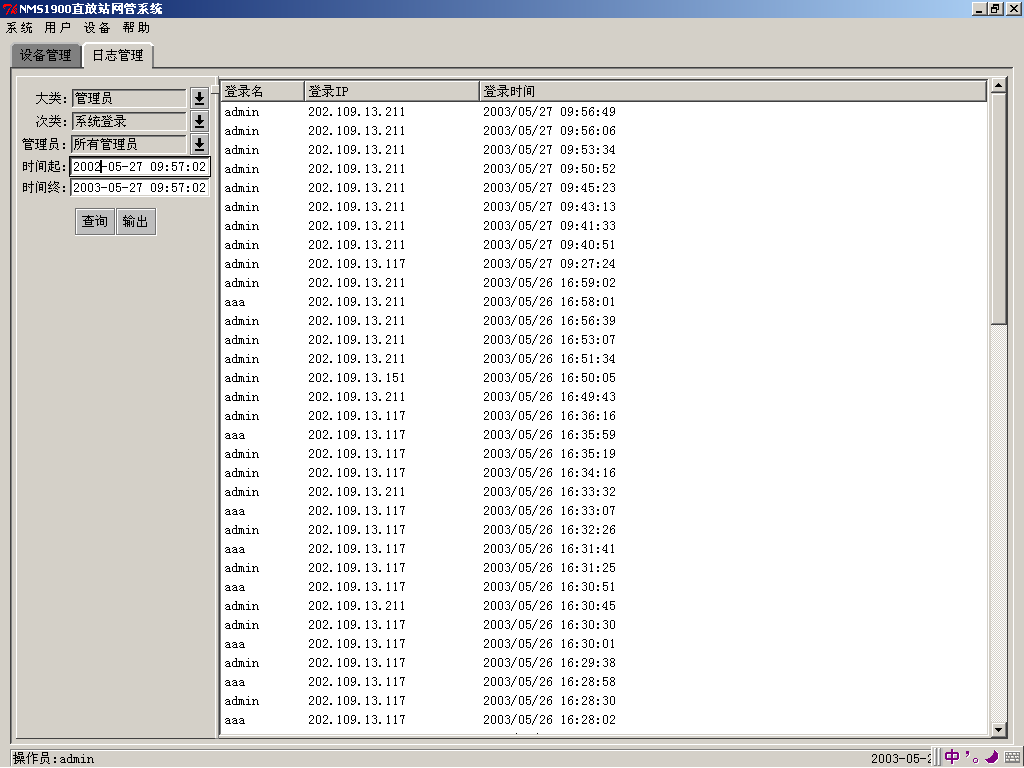 NMS1900直放站网管系统
系统 用户 设备 帮助
设备管理 日志管理
大类: 管理员
次类: 系统登录
管理员: 所有管理员
时间起: 2002-05-27 09:57:02
时间终: 2003-05-27 09:57:02
查询 输出
登录名 登录IP 登录时间
admin 202.109.13.211 2003/05/27 09:56:49
admin 202.109.13.211 2003/05/27 09:56:06
admin 202.109.13.211 2003/05/27 09:53:34
admin 202.109.13.211 2003/05/27 09:50:52
admin 202.109.13.211 2003/05/27 09:45:23
admin 202.109.13.211 2003/05/27 09:43:13
admin 202.109.13.211 2003/05/27 09:41:33
admin 202.109.13.211 2003/05/27 09:40:51
admin 202.109.13.117 2003/05/27 09:27:24
admin 202.109.13.211 2003/05/26 16:59:02
aaa 202.109.13.211 2003/05/26 16:58:01
admin 202.109.13.211 2003/05/26 16:56:39
admin 202.109.13.211 2003/05/26 16:53:07
admin 202.109.13.211 2003/05/26 16:51:34
admin 202.109.13.151 2003/05/26 16:50:05
admin 202.109.13.211 2003/05/26 16:49:43
admin 202.109.13.117 2003/05/26 16:36:16
aaa 202.109.13.117 2003/05/26 16:35:59
admin 202.109.13.117 2003/05/26 16:35:19
admin 202.109.13.117 2003/05/26 16:34:16
admin 202.109.13.211 2003/05/26 16:33:32
aaa 202.109.13.117 2003/05/26 16:33:07
admin 202.109.13.117 2003/05/26 16:32:26
aaa 202.109.13.117 2003/05/26 16:31:41
admin 202.109.13.117 2003/05/26 16:31:25
aaa 202.109.13.117 2003/05/26 16:30:51
admin 202.109.13.211 2003/05/26 16:30:45
admin 202.109.13.117 2003/05/26 16:30:30
aaa 202.109.13.117 2003/05/26 16:30:01
admin 202.109.13.117 2003/05/26 16:29:38
aaa 202.109.13.117 2003/05/26 16:28:58
admin 202.109.13.117 2003/05/26 16:28:30
aaa 202.109.13.117 2003/05/26 16:28:02
操作员:admin 2003-05-2 中